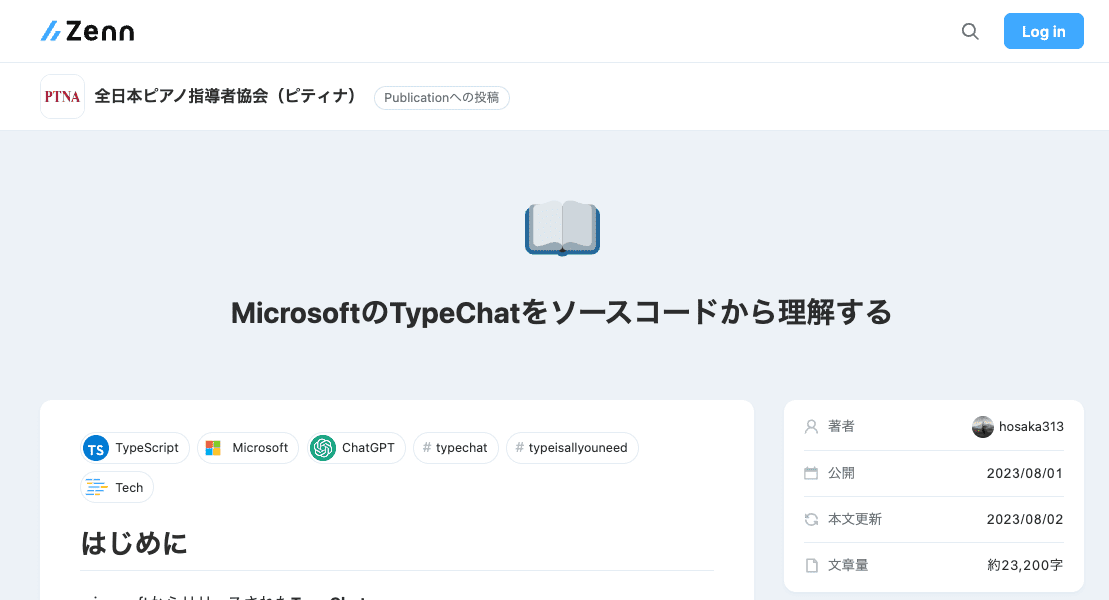 Zenn
Log in
PTNA
全日本ピアノ指導者協会（ピティナ）
Publicationへの投稿
MicrosoftのTypeChatをソースコードから理解する
TS TypeScript
Microsoft
ChatGPT
# typechat
# typeisallyouneed
Tech
はじめに
著者 hosaka313
公開 2023/08/01
本文更新 2023/08/02
文章量 約23,200字